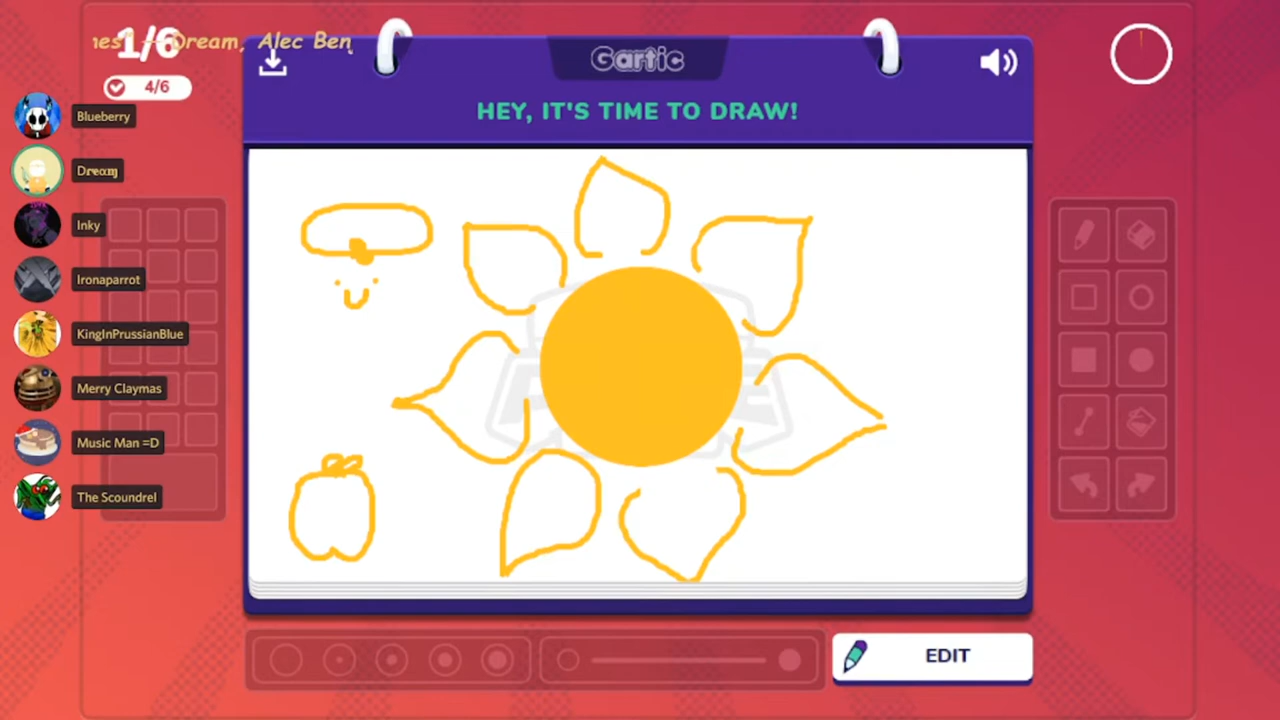 1/6
nes" – Dream, Alec Ben
4/6
Gartic
HEY, IT'S TIME TO DRAW!
Blueberry
Dream
Inky
Ironaparrot
KingInPrussianBlue
Merry Claymas
Music Man =D
The Scoundrel
EDIT